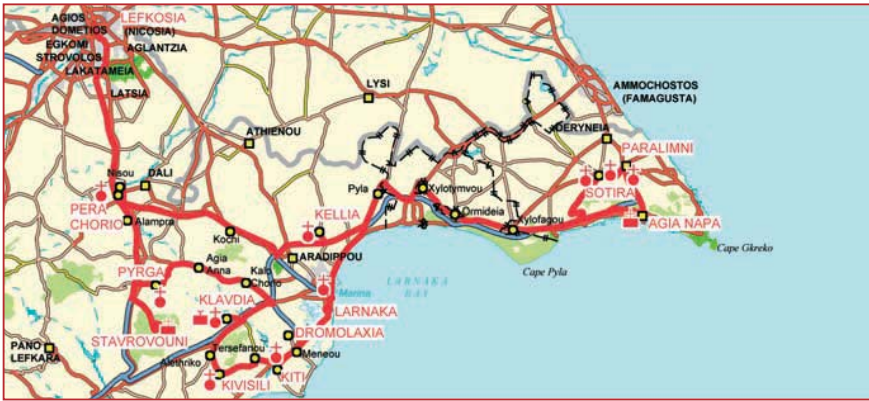 AGIOS
DOMETIOS
LEFKOSIA
(NICOSIA)
EGKOMI
AGLANTZIA
STROVOLOS
LAKATAMEIA
LATSIA
LYSI
AMMOCHOSTOS
(FAMAGUSTA)
ATHIENOU
DERYNEIA
PARALIMNI
Nisou
DALI
Pyla
Xylotymvou
SOTIRA
PERA
CHORIO
KELLIA
Ormideia
Alampra
Xylofagou
AGIA NAPA
Kochi
ARADIPPOU
Cape Gkreko
Agia
Anna
Kalo
Chorio
Cape Pyla
PYRGA
LARNAKA
BAY
Marina
KLAVDIA
LARNAKA
STAVROVOUNI
DROMOLAXIA
PANO
LEFKARA
Tersefanou
Meneou
Alethriko
KIVISILI
KITI